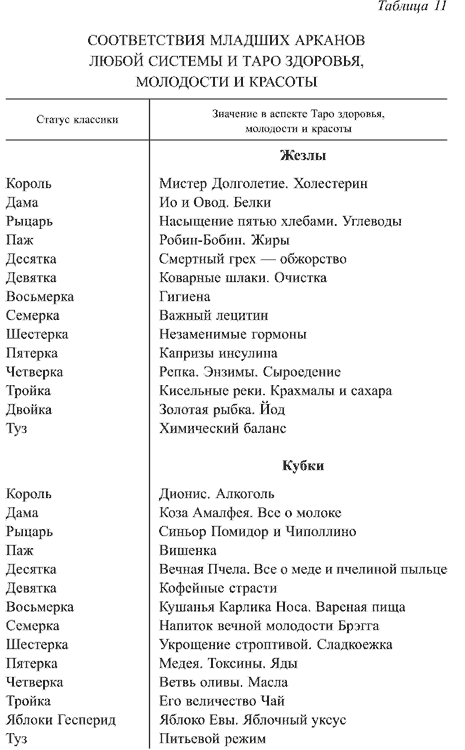 Таблица 11
СООТВЕТСТВИЯ МЛАДШИХ АРКАНОВ
ЛЮБОЙ СИСТЕМЫ И ТАРО ЗДОРОВЬЯ,
МОЛОДОСТИ И КРАСОТЫ
Статус классики Значение в аспекте Таро здоровья,
молодости и красоты
Жезлы
Король Мистер Долголетие. Холестерин
Дама Ио и Овод. Белки
Рыцарь Насыщение пятью хлебами. Углеводы
Паж Робин-Бобин. Жиры
Десятка Смертный грех — обжорство
Девятка Коварные шлаки. Очистка
Восьмерка Гигиена
Семерка Важный лецитин
Шестерка Незаменимые гормоны
Пятерка Капризы инсулина
Четверка Репка. Энзимы. Сыроедение
Тройка Кисельные реки. Крахмалы и сахара
Двойка Золотая рыбка. Йод
Туз Химический баланс
Кубки
Король Дионис. Алкоголь
Дама Коза Амалфея. Все о молоке
Рыцарь Синьор Помидор и Чиполлино
Паж Вишенка
Десятка Вечная Пчела. Все о меде и пчелиной пыльце
Девятка Кофейные страсти
Восьмерка Кушанья Карлика Носа. Вареная пища
Семерка Напиток вечной молодости Брэгга
Шестерка Укрощение строптивой. Сладкоежка
Пятерка Медея. Токсины. Яды
Четверка Ветвь оливы. Масла
Тройка Его величество Чай
Яблоки Гесперид Яблоко Евы. Яблочный уксус
Туз Питьевой режим